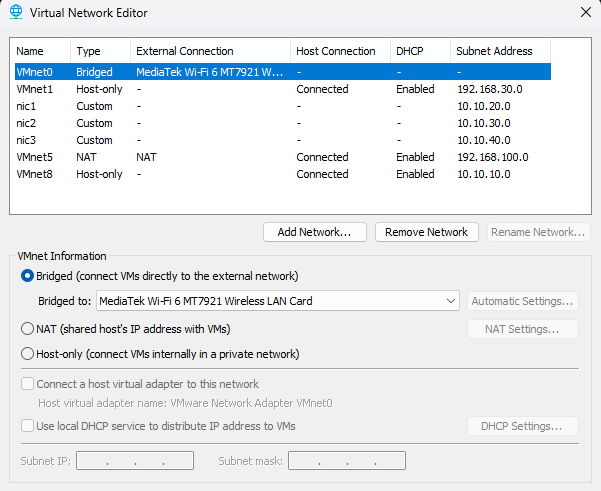 Virtual Network Editor
Name Type External Connection Host Connection DHCP Subnet Address
VMnet0 Bridged MediaTek Wi-Fi 6 MT7921 W... - - -
VMnet1 Host-only - Connected Enabled 192.168.30.0
nic1 Custom - - - 10.10.20.0
nic2 Custom - - - 10.10.30.0
nic3 Custom - - - 10.10.40.0
VMnet5 NAT NAT Connected Enabled 192.168.100.0
VMnet8 Host-only - Connected Enabled 10.10.10.0
Add Network... Remove Network Rename Network...
VMnet Information
Bridged (connect VMs directly to the external network)
Bridged to: MediaTek Wi-Fi 6 MT7921 Wireless LAN Card Automatic Settings...
NAT (shared host's IP address with VMs) NAT Settings...
Host-only (connect VMs internally in a private network)
Connect a host virtual adapter to this network
Host virtual adapter name: VMware Network Adapter VMnet0
Use local DHCP service to distribute IP address to VMs DHCP Settings...
Subnet IP: . . . Subnet mask: . . .